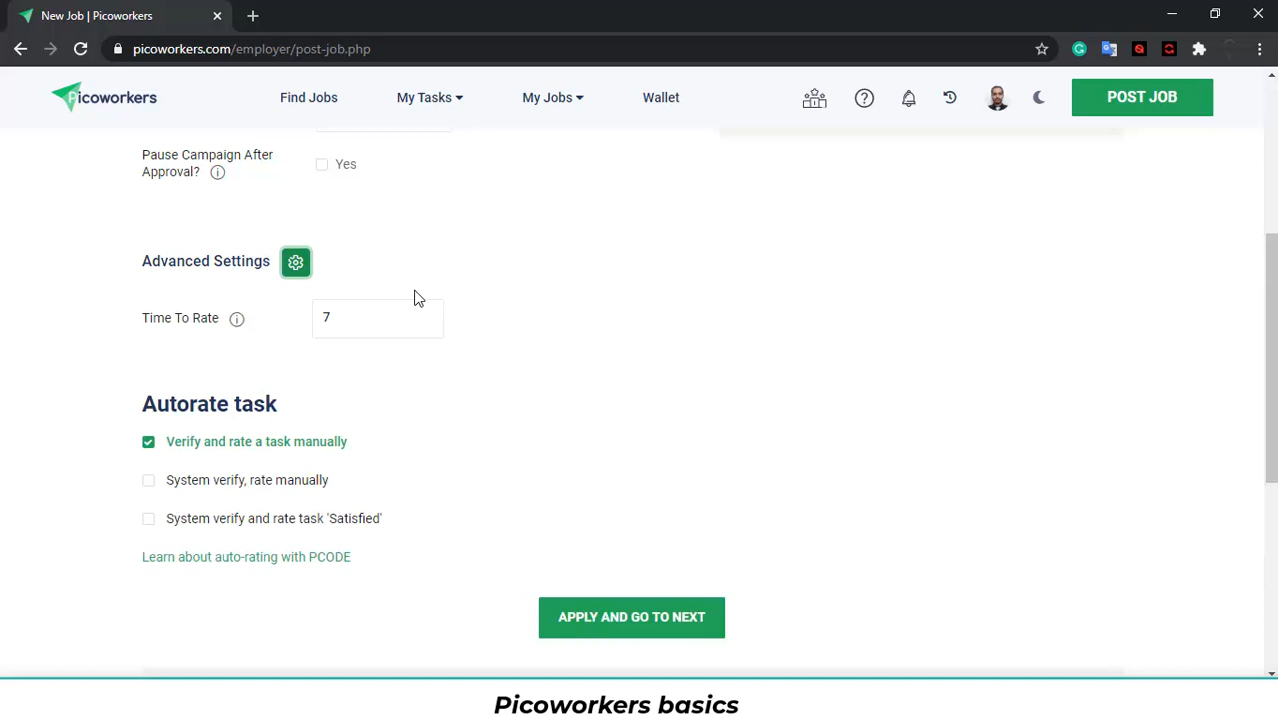 New Job | Picoworkers
picoworkers.com/employer/post-job.php
Picoworkers
Find Jobs
My Tasks
My Jobs
Wallet
POST JOB
Pause Campaign After
Approval?
Yes
Advanced Settings
Time To Rate
7
Autorate task
Verify and rate a task manually
System verify, rate manually
System verify and rate task 'Satisfied'
Learn about auto-rating with PCODE
APPLY AND GO TO NEXT
Picoworkers basics